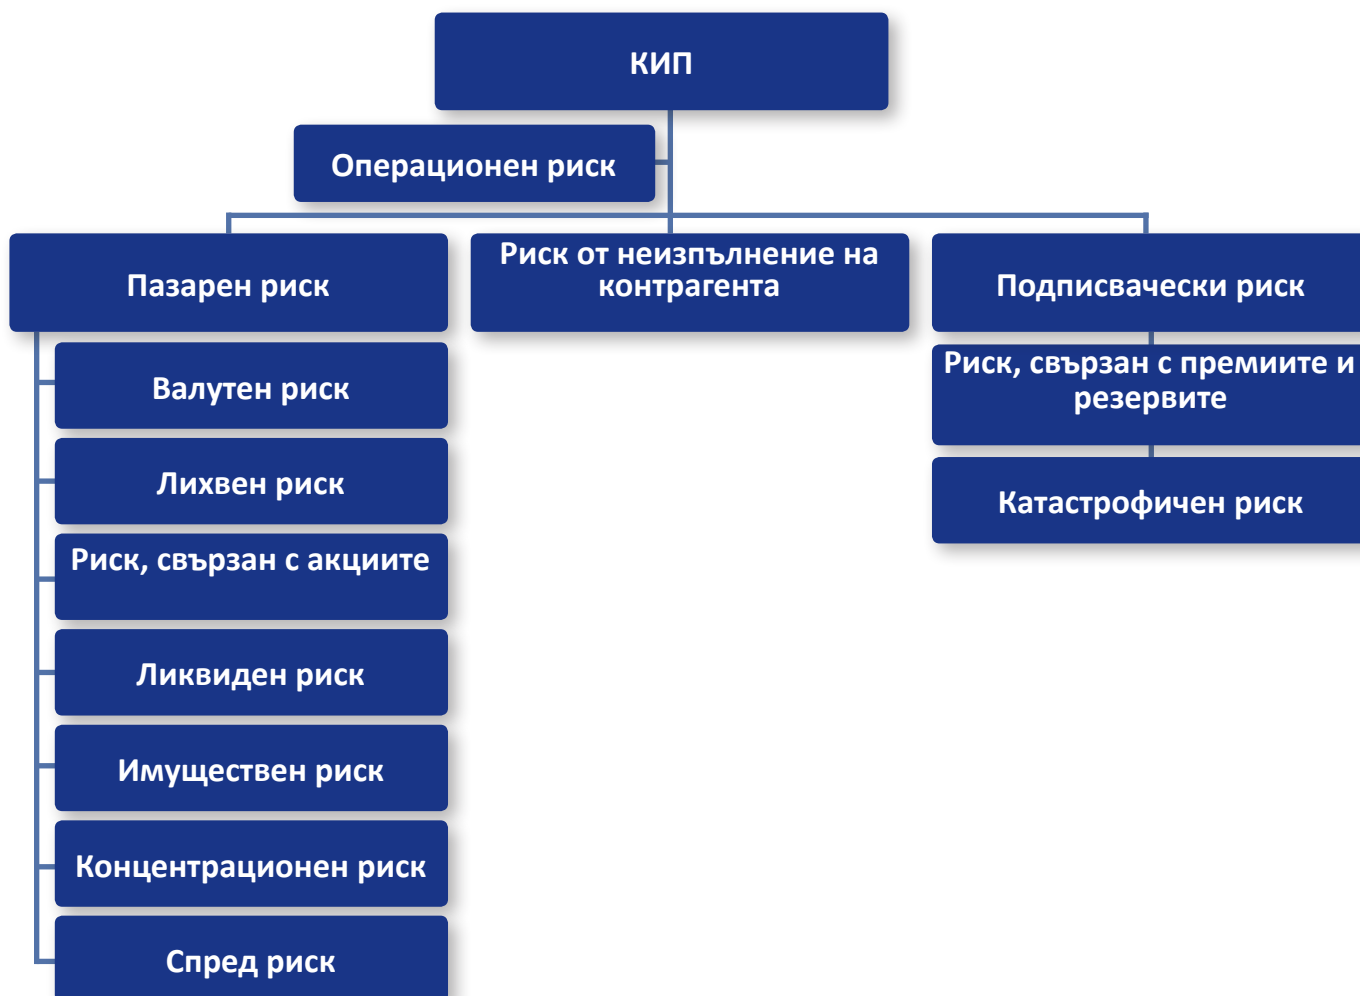 КИП
Операционен риск
Пазарен риск
Риск от неизпълнение на
контрагента
Подписвачески риск
Валутен риск
Лихвен риск
Риск, свързан с акциите
Ликвиден риск
Имуществен риск
Концентрационен риск
Спред риск
Риск, свързан с премиите и
резервите
Катастрофичен риск